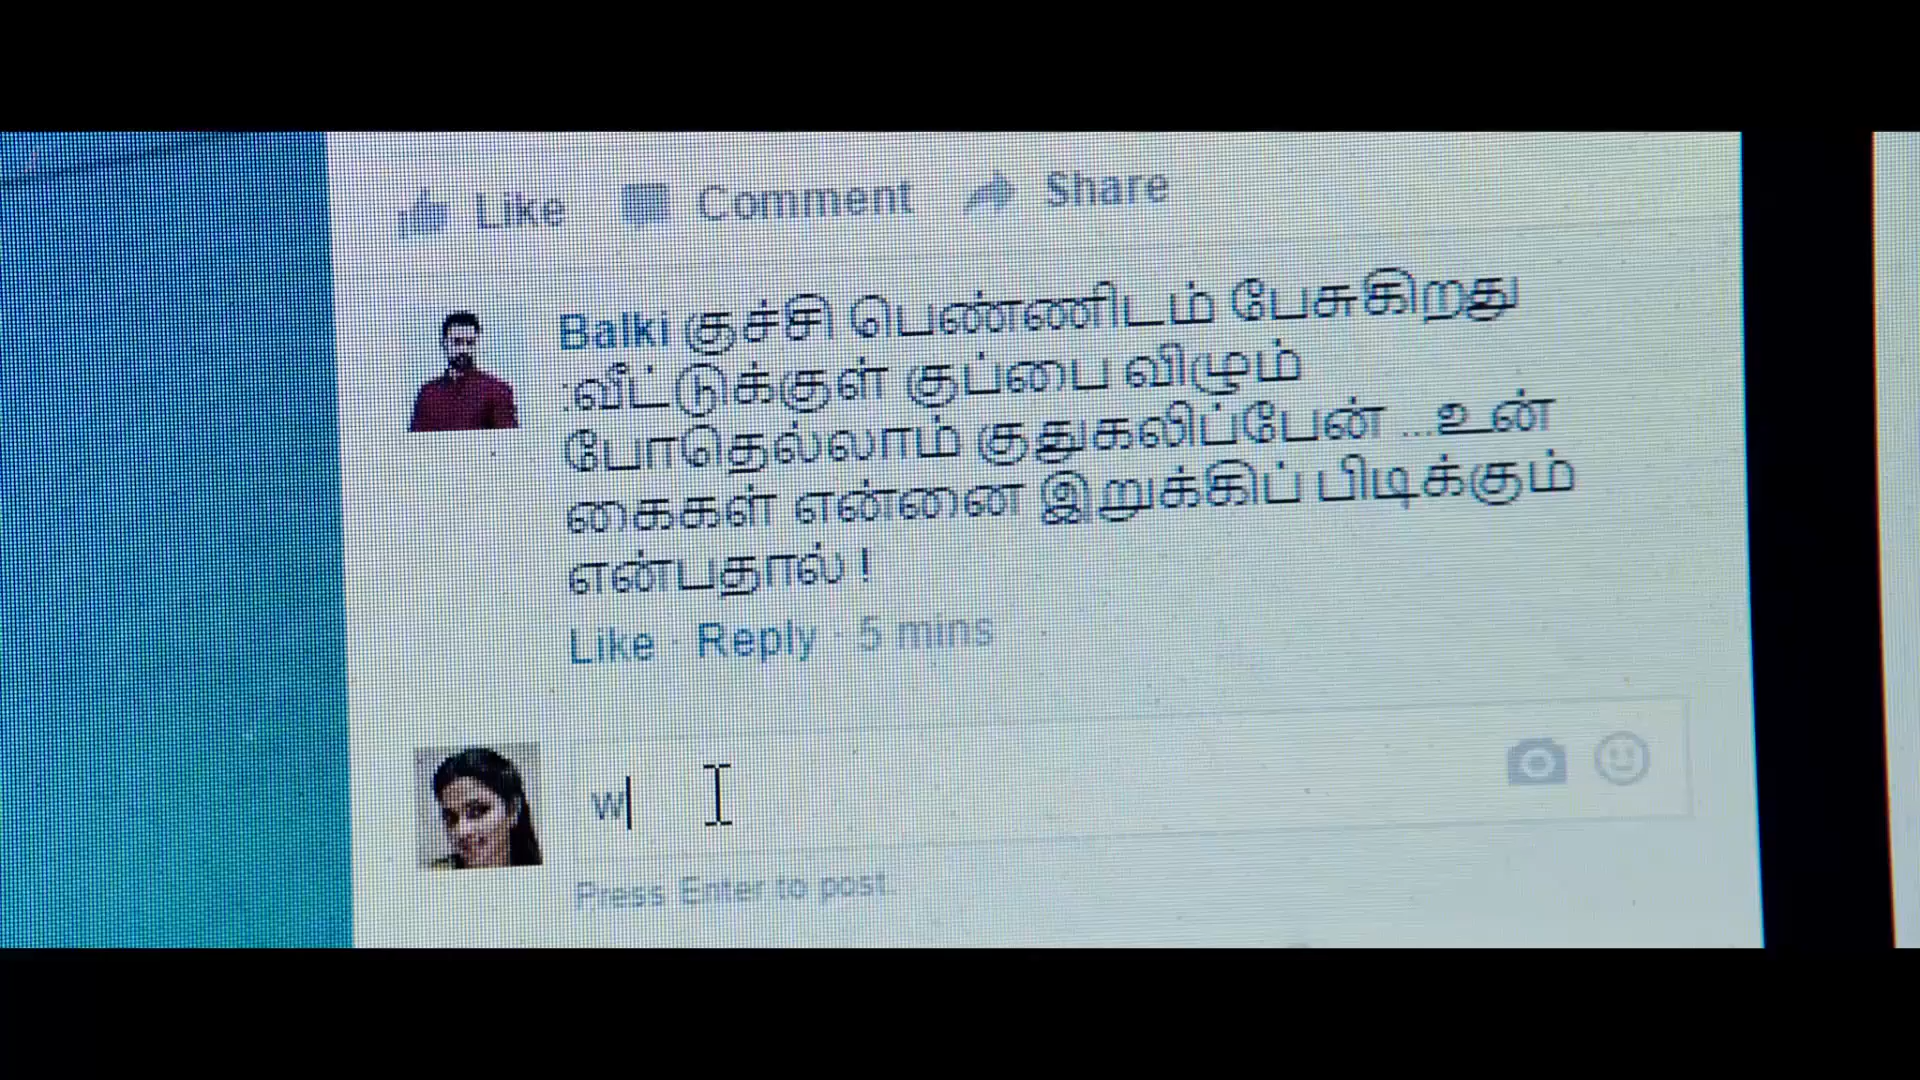 Like Comment Share
Balki குச்சி பெண்ணிடம் பேசுகிறது
:வீட்டுக்குள் குப்பை விழும்
போதெல்லாம் குதுகலிப்பேன் ...உன்
கைகள் என்னை இறுக்கிப் பிடிக்கும்
என்பதால் !
Like · Reply · 5 mins
w
Press Enter to post.